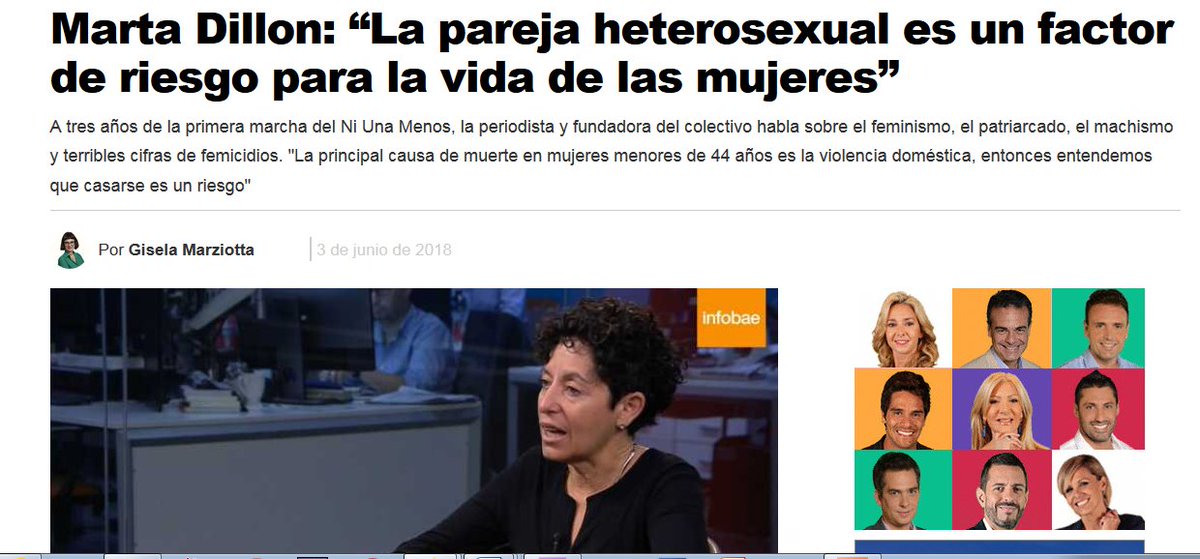 Marta Dillon: “La pareja heterosexual es un factor
de riesgo para la vida de las mujeres”
A tres años de la primera marcha del Ni Una Menos, la periodista y fundadora del colectivo habla sobre el feminismo, el patriarcado, el machismo
y terribles cifras de femicidios. "La principal causa de muerte en mujeres menores de 44 años es la violencia doméstica, entonces entendemos
que casarse es un riesgo"
Por Gisela Marziotta
3 de junio de 2018
infobae